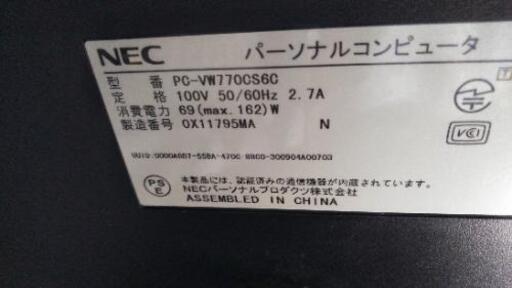 NEC パーソナルコンピュータ
型 番 PC-VW770CS6C
定 格 100V 50/60Hz 2.7A
消費電力 69(max.162)W
製造番号 0X11795MA N
VCCI
PS E
本製品には、認証済みの通信機器が内蔵されています。
NECパーソナルプロダクツ株式会社
ASSEMBLED IN CHINA